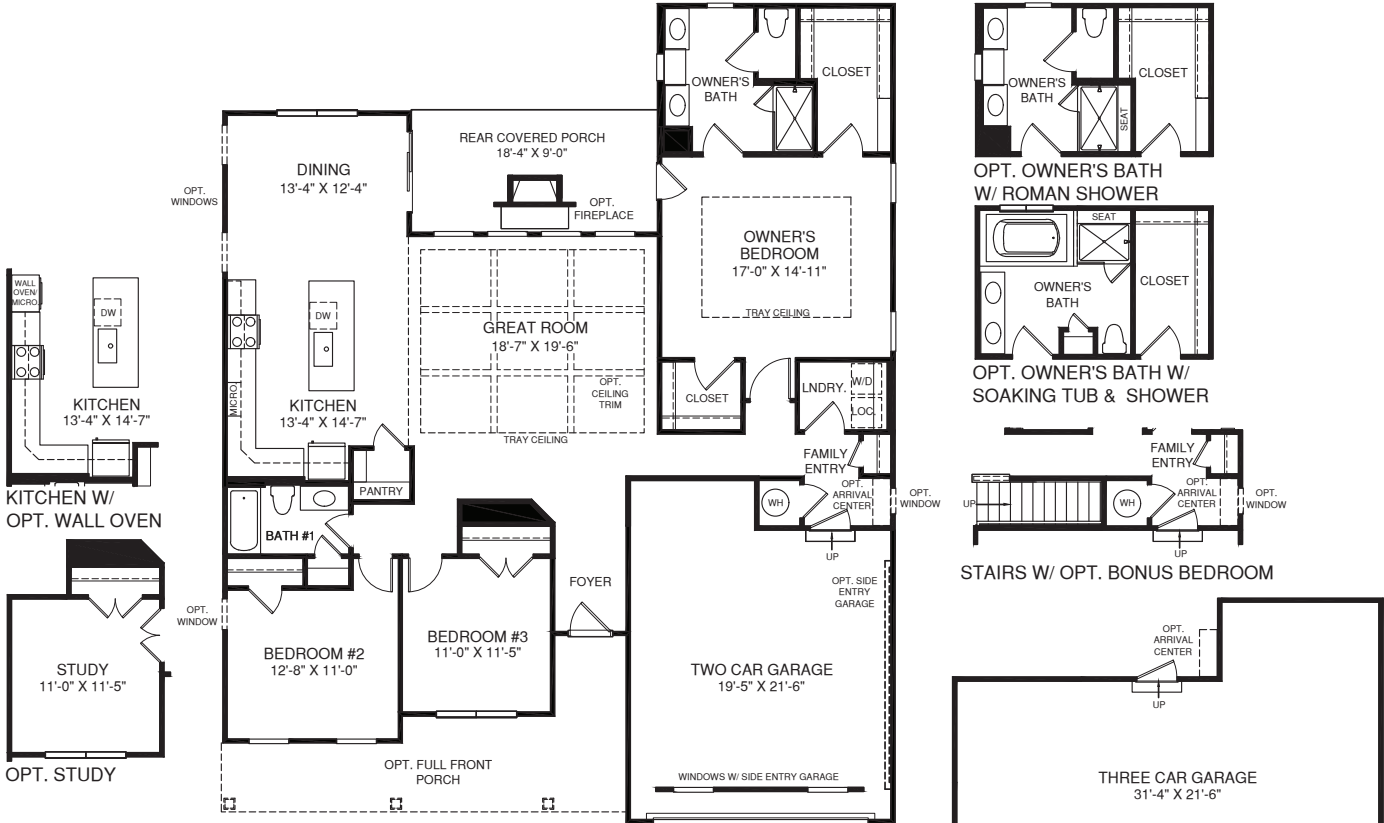 OWNER'S
BATH
CLOSET
REAR COVERED PORCH
18'-4" X 9'-0"
DINING
13'-4" X 12'-4"
OPT.
WINDOWS
OPT.
FIREPLACE
OWNER'S
BEDROOM
17'-0" X 14'-11"
TRAY CEILING
GREAT ROOM
18'-7" X 19'-6"
OPT.
CEILING
TRIM
TRAY CEILING
DW
MICRO.
KITCHEN
13'-4" X 14'-7"
PANTRY
CLOSET
LNDRY.
W/D
LOC.
FAMILY
ENTRY
WH
OPT.
ARRIVAL
CENTER
OPT.
WINDOW
UP
BATH #1
FOYER
OPT. SIDE
ENTRY
GARAGE
OPT.
WINDOW
BEDROOM #2
12'-8" X 11'-0"
BEDROOM #3
11'-0" X 11'-5"
TWO CAR GARAGE
19'-5" X 21'-6"
OPT. FULL FRONT
PORCH
WINDOWS W/ SIDE ENTRY GARAGE
WALL
OVEN/
MICRO.
DW
KITCHEN
13'-4" X 14'-7"
KITCHEN W/
OPT. WALL OVEN
STUDY
11'-0" X 11'-5"
OPT. STUDY
OWNER'S
BATH
SEAT
CLOSET
OPT. OWNER'S BATH
W/ ROMAN SHOWER
SEAT
OWNER'S
BATH
CLOSET
OPT. OWNER'S BATH W/
SOAKING TUB & SHOWER
FAMILY
ENTRY
UP
WH
OPT.
ARRIVAL
CENTER
OPT.
WINDOW
UP
STAIRS W/ OPT. BONUS BEDROOM
OPT.
ARRIVAL
CENTER
UP
THREE CAR GARAGE
31'-4" X 21'-6"